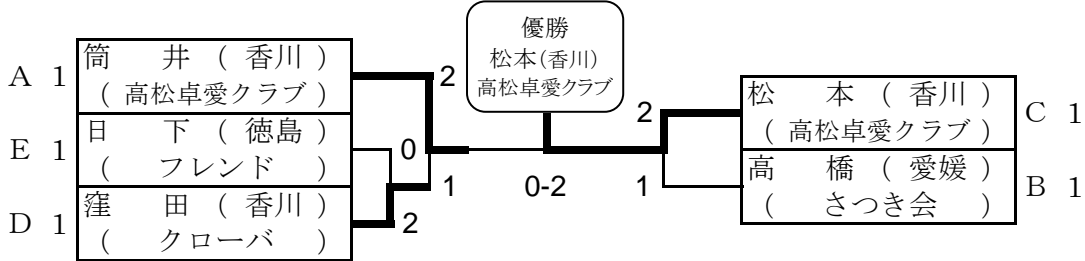 優勝
松本(香川)
高松卓愛クラブ
A 1
筒 井 ( 香川 )
( 高松卓愛クラブ )
2
E 1
日 下 ( 徳島 )
( フレンド )
0
1
D 1
窪 田 ( 香川 )
( クローバ )
2
0-2
2
松 本 ( 香川 )
( 高松卓愛クラブ )
C 1
1
高 橋 ( 愛媛 )
( さつき会 )
B 1